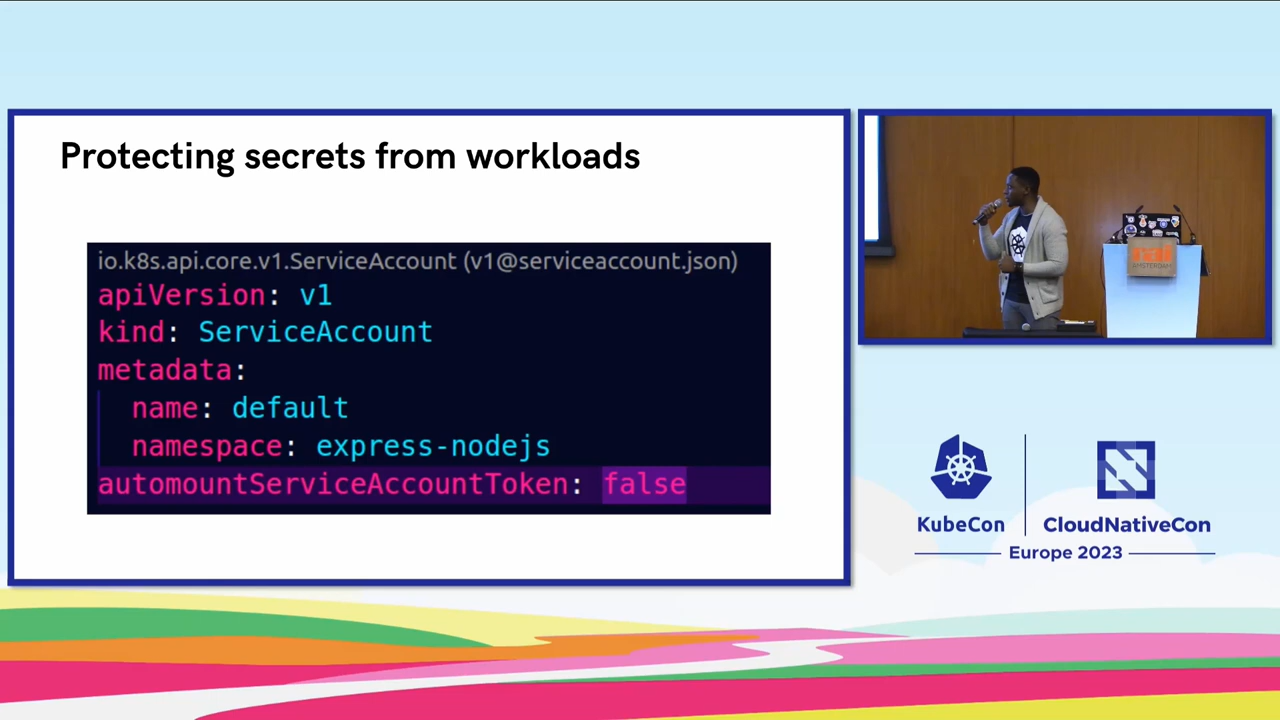 Protecting secrets from workloads
io.k8s.api.core.v1.ServiceAccount (v1@serviceaccount.json)
apiVersion: v1
kind: ServiceAccount
metadata:
  name: default
  namespace: express-nodejs
automountServiceAccountToken: false
AMSTERDAM
KubeCon
CloudNativeCon
Europe 2023